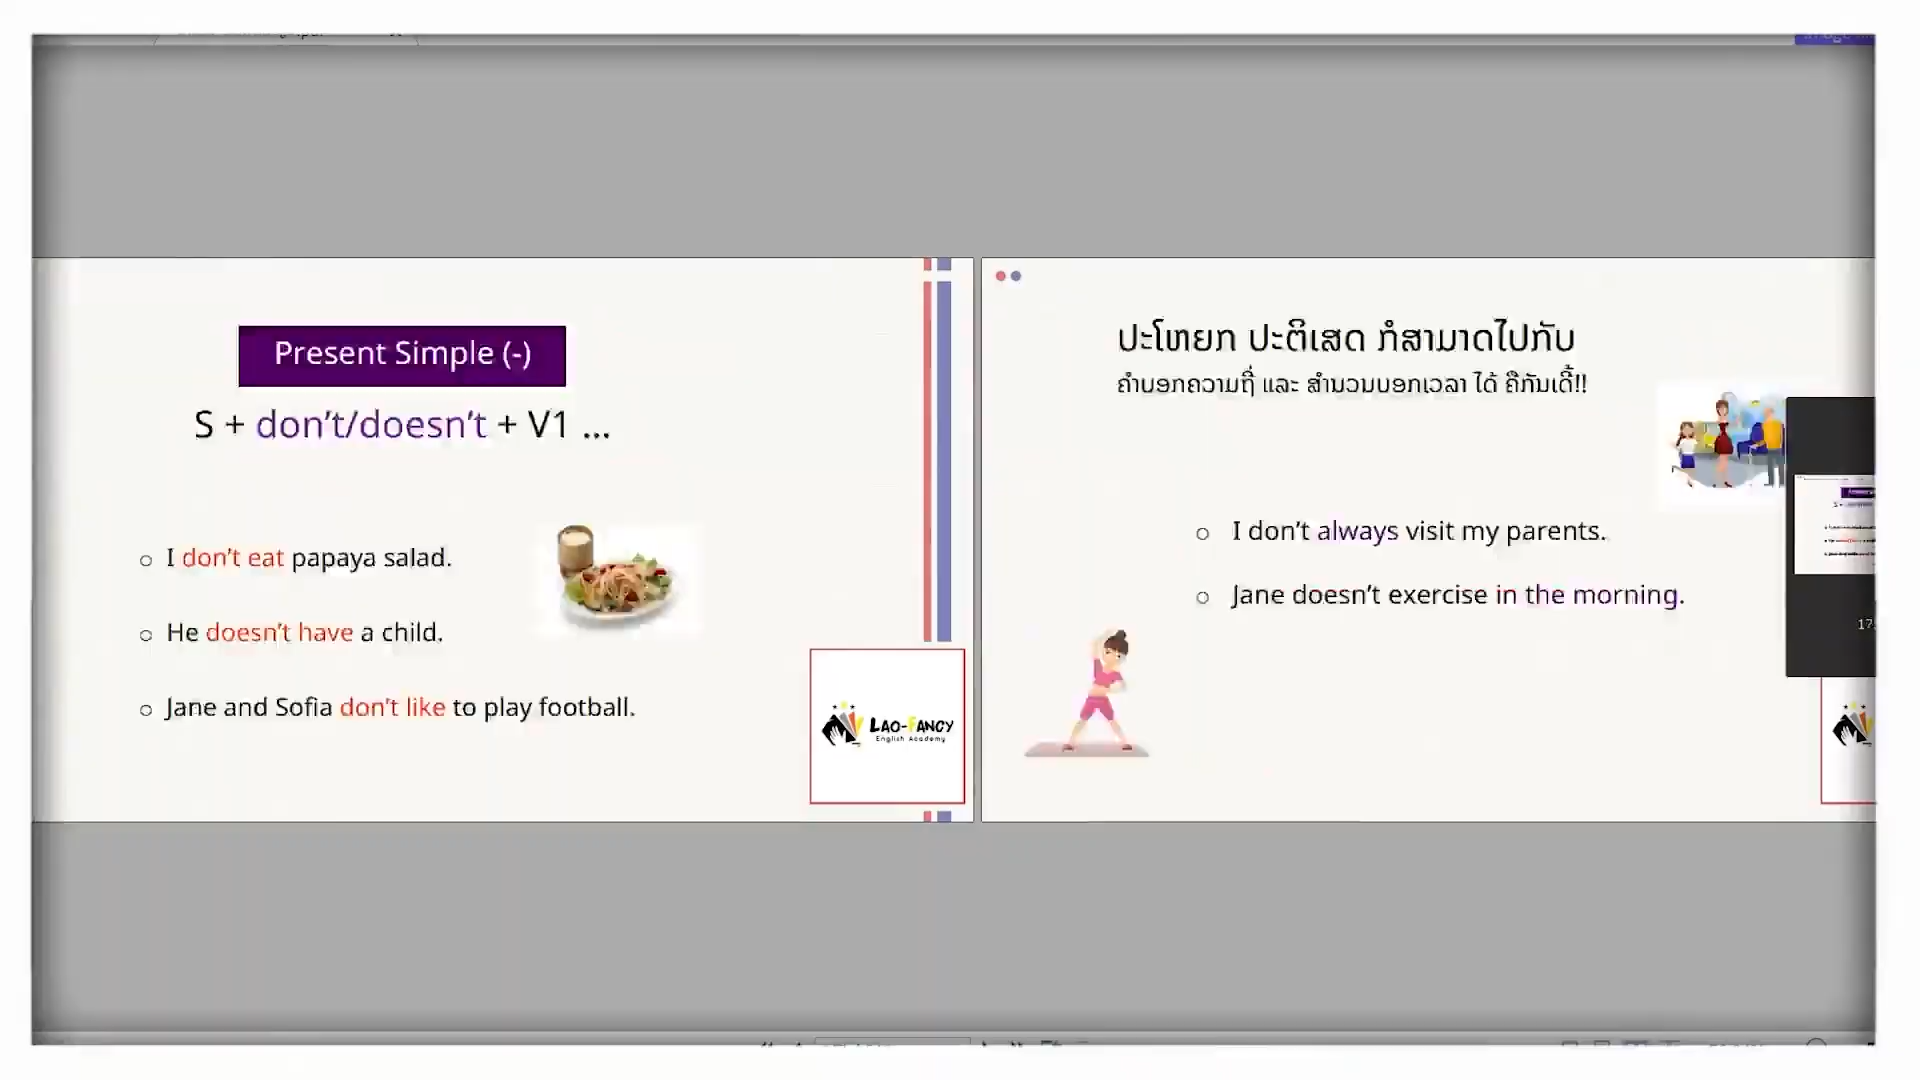 Present Simple (-)
S + don't/doesn't + V1 ...
o I don't eat papaya salad.
o He doesn't have a child.
o Jane and Sofia don't like to play football.
LAO-FANCY
English Academy
ປະໂຫຍກ ປະຕິເສດ ກໍສາມາດໄປກັບ
ຄຳບອກຄວາມຖີ່ ແລະ ສຳນວນບອກເວລາ ໄດ້ ຄືກັນເດີ້!!
o I don't always visit my parents.
o Jane doesn't exercise in the morning.
17